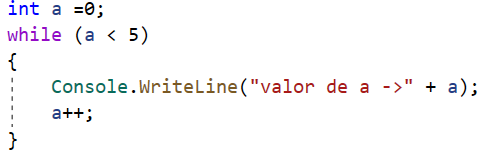 int a =0;
while (a < 5)
{
    Console.WriteLine("valor de a ->" + a);
    a++;
}